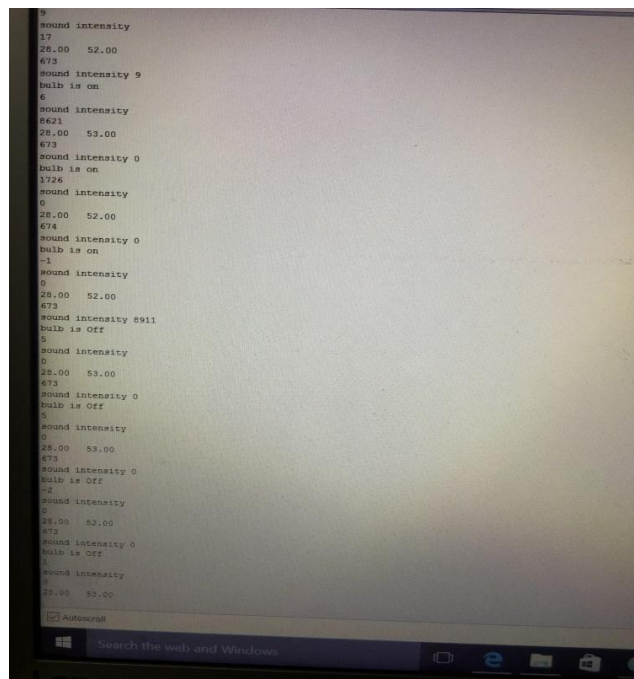 9
sound intensity
17
28.00 52.00
673
sound intensity 9
bulb is on
6
sound intensity
8621
28.00 53.00
673
sound intensity 0
bulb is on
1726
sound intensity
0
28.00 52.00
674
sound intensity 0
bulb is on
-1
sound intensity
0
28.00 52.00
673
sound intensity 8911
bulb is Off
5
sound intensity
0
28.00 53.00
673
sound intensity 0
bulb is Off
5
sound intensity
0
28.00 53.00
673
sound intensity 0
bulb is Off
-2
sound intensity
0
28.00 52.00
673
sound intensity 0
bulb is Off
5
sound intensity
0
28.00 53.00
Autoscroll
Search the web and Windows